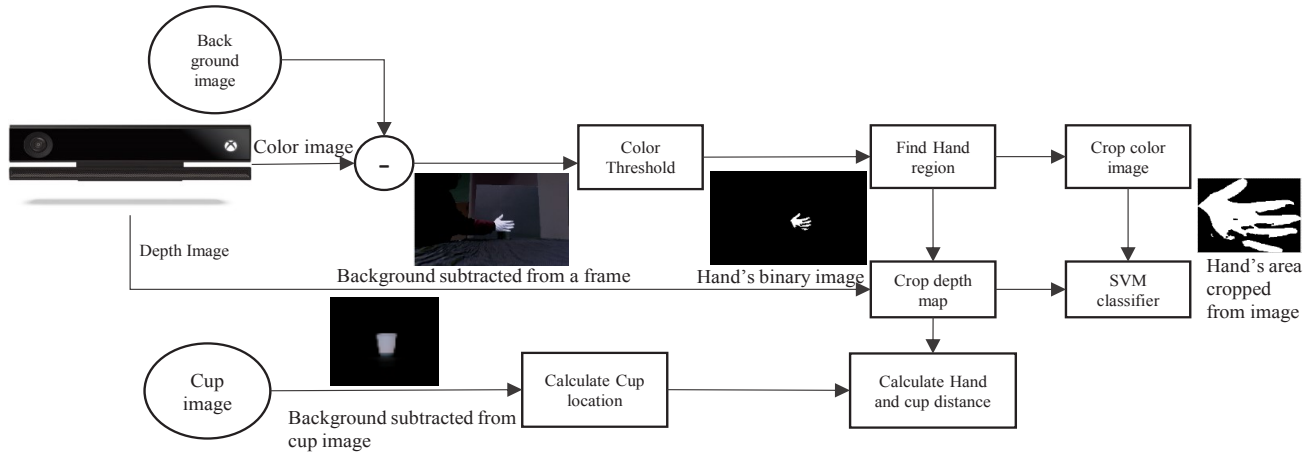 Back
ground
image
Color image
-
Color
Threshold
Find Hand
region
Crop color
image
Depth Image
Background subtracted from a frame
Hand's binary image
Crop depth
map
SVM
classifier
Hand's area
cropped
from image
Cup
image
Background subtracted from
cup image
Calculate Cup
location
Calculate Hand
and cup distance